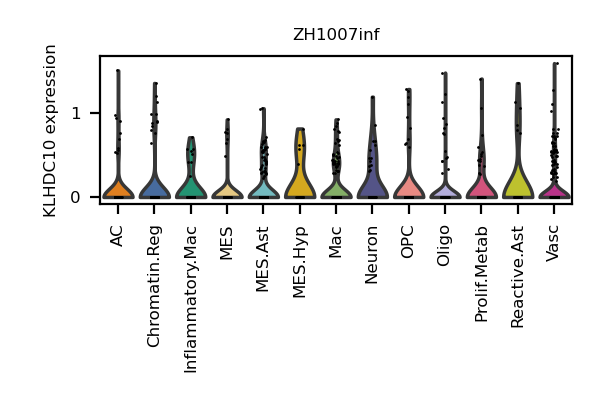 ZH1007inf
KLHDC10 expression
1
0
AC
Chromatin.Reg
Inflammatory.Mac
MES
MES.Ast
MES.Hyp
Mac
Neuron
OPC
Oligo
Prolif.Metab
Reactive.Ast
Vasc